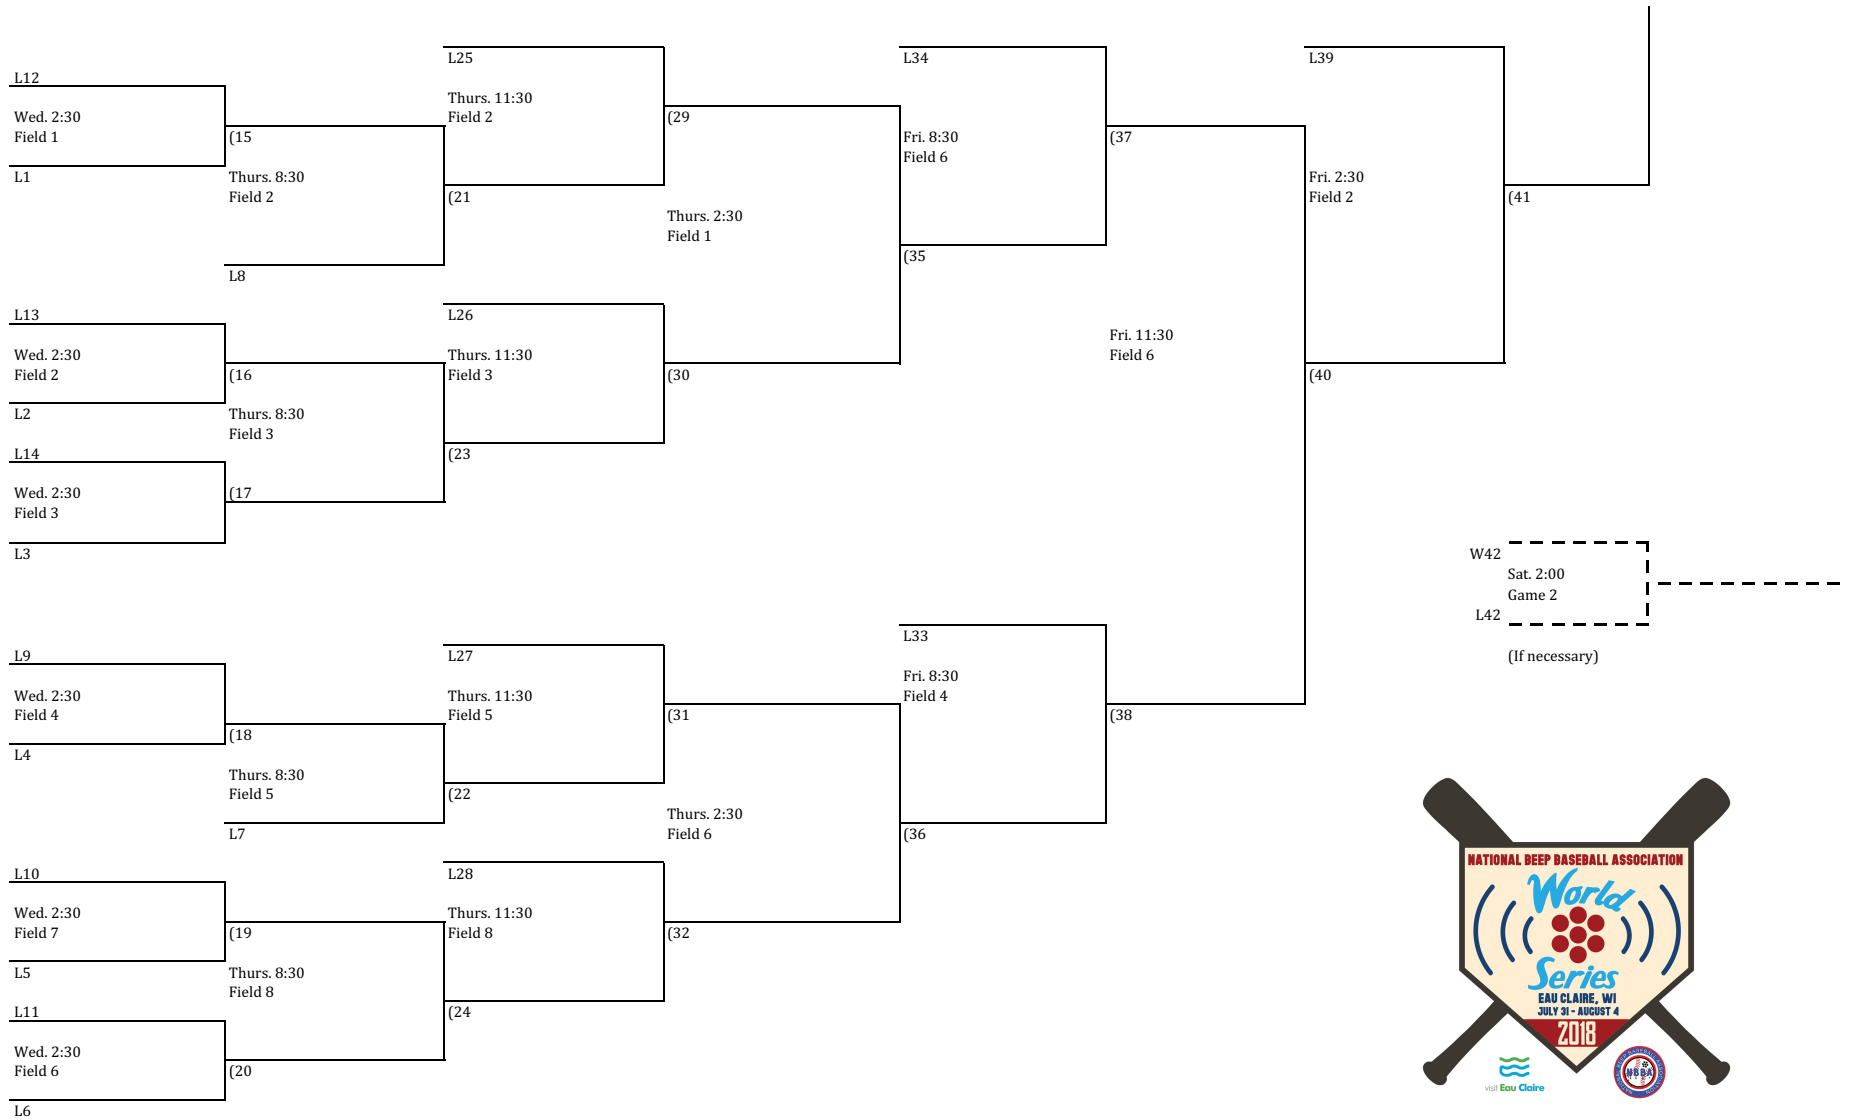 L12
Wed. 2:30
Field 1
L1
(15
Thurs. 8:30
Field 2
L8
L13
Wed. 2:30
Field 2
L2
(16
Thurs. 8:30
Field 3
L14
Wed. 2:30
Field 3
L3
(17
L25
Thurs. 11:30
Field 2
(21
(29
Thurs. 2:30
Field 1
L26
Thurs. 11:30
Field 3
(23
(30
L34
Fri. 8:30
Field 6
(35
(37
Fri. 11:30
Field 6
L39
Fri. 2:30
Field 2
(40
(41
W42
Sat. 2:00
Game 2
L42
(If necessary)
L9
Wed. 2:30
Field 4
L4
(18
Thurs. 8:30
Field 5
L7
L10
Wed. 2:30
Field 7
L5
(19
Thurs. 8:30
Field 8
L11
Wed. 2:30
Field 6
L6
(20
L27
Thurs. 11:30
Field 5
(22
(31
Thurs. 2:30
Field 6
L28
Thurs. 11:30
Field 8
(24
(32
L33
Fri. 8:30
Field 4
(36
(38
NATIONAL BEEP BASEBALL ASSOCIATION
World
Series
EAU CLAIRE, WI
JULY 31 - AUGUST 4
2018
visit Eau Claire
NBBA